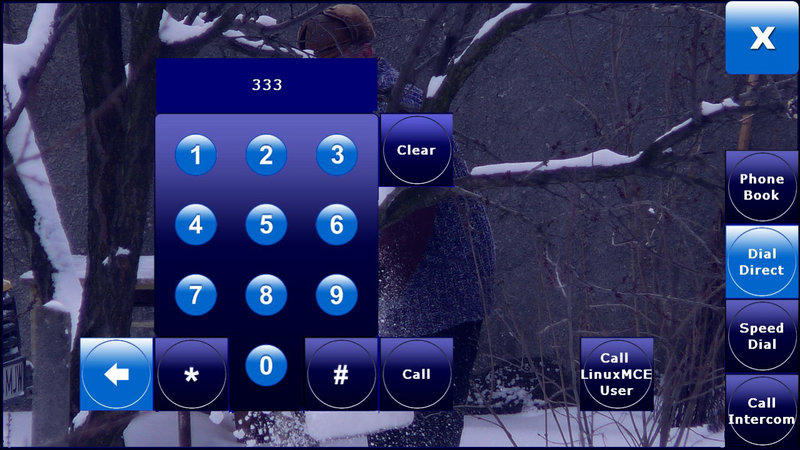 X
333
1 2 3
Clear
4 5 6
7 8 9
* 0 # Call
Phone
Book
Dial
Direct
Speed
Dial
Call
LinuxMCE
User
Call
Intercom